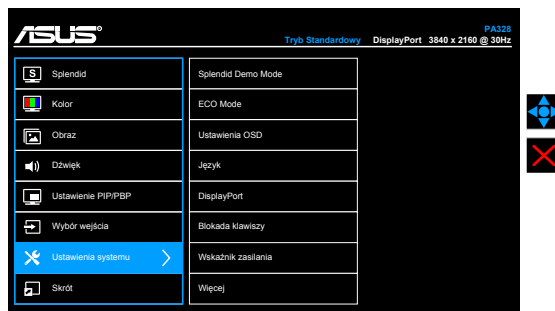 ASUS
PA328
Tryb Standardowy DisplayPort 3840 x 2160 @ 30Hz
S Splendid
Kolor
Obraz
Dźwięk
Ustawienie PIP/PBP
Wybór wejścia
Ustawienia systemu
Skrót
Splendid Demo Mode
ECO Mode
Ustawienia OSD
Język
DisplayPort
Blokada klawiszy
Wskaźnik zasilania
Więcej